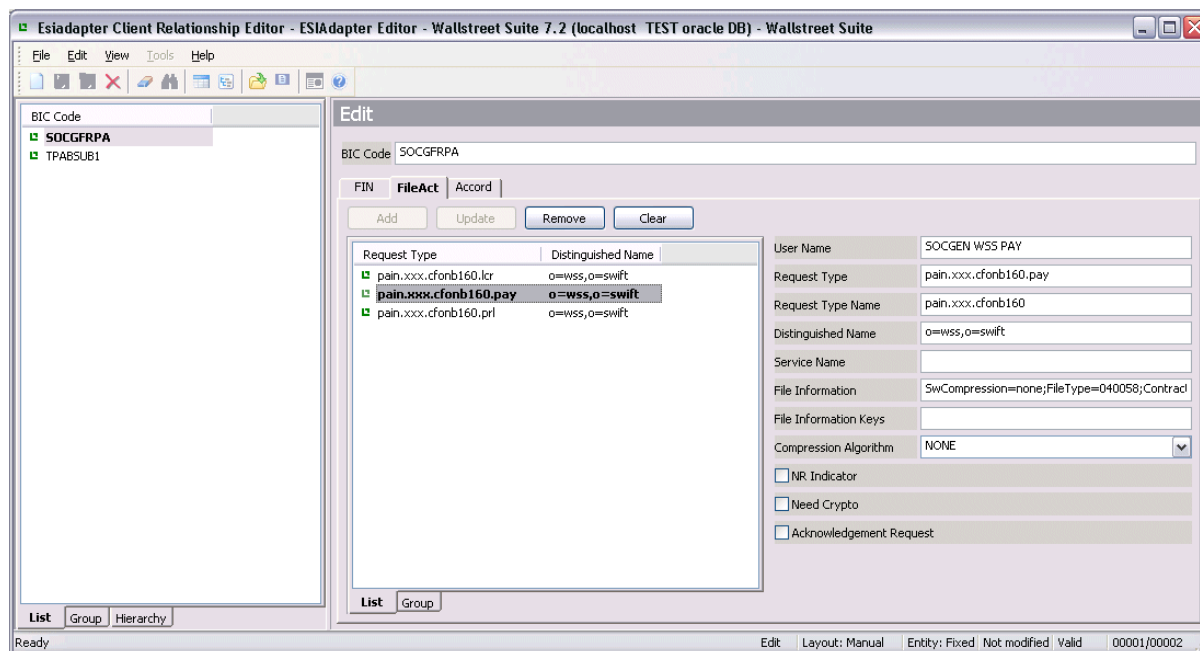 Esiadapter Client Relationship Editor - ESIAdapter Editor - Wallstreet Suite 7.2 (localhost TEST oracle DB) - Wallstreet Suite
File Edit View Tools Help
BIC Code
SOCGFRPA
TPABSUB1
List Group Hierarchy
Edit
BIC Code SOCGFRPA
FIN FileAct Accord
Add Update Remove Clear
Request Type Distinguished Name
pain.xxx.cfonb160.lcr o=wss,o=swift
pain.xxx.cfonb160.pay o=wss,o=swift
pain.xxx.cfonb160.prl o=wss,o=swift
List Group
User Name SOCGEN WSS PAY
Request Type pain.xxx.cfonb160.pay
Request Type Name pain.xxx.cfonb160
Distinguished Name o=wss,o=swift
Service Name
File Information SwCompression=none;FileType=040058;Contract
File Information Keys
Compression Algorithm NONE
NR Indicator
Need Crypto
Acknowledgement Request
Ready Edit Layout: Manual Entity: Fixed Not modified Valid 00001/00002